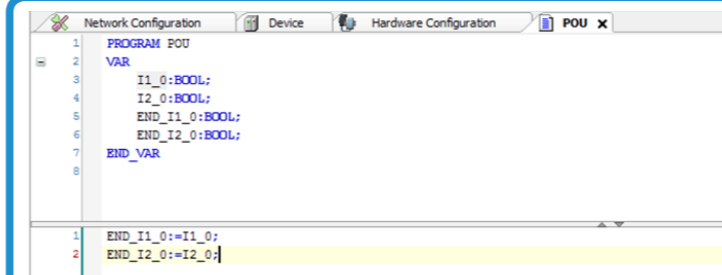 Network Configuration Device Hardware Configuration POU x
1 PROGRAM POU
2 VAR
3 I1_0:BOOL;
4 I2_0:BOOL;
5 END_I1_0:BOOL;
6 END_I2_0:BOOL;
7 END_VAR
8
1 END_I1_0:=I1_0;
2 END_I2_0:=I2_0;